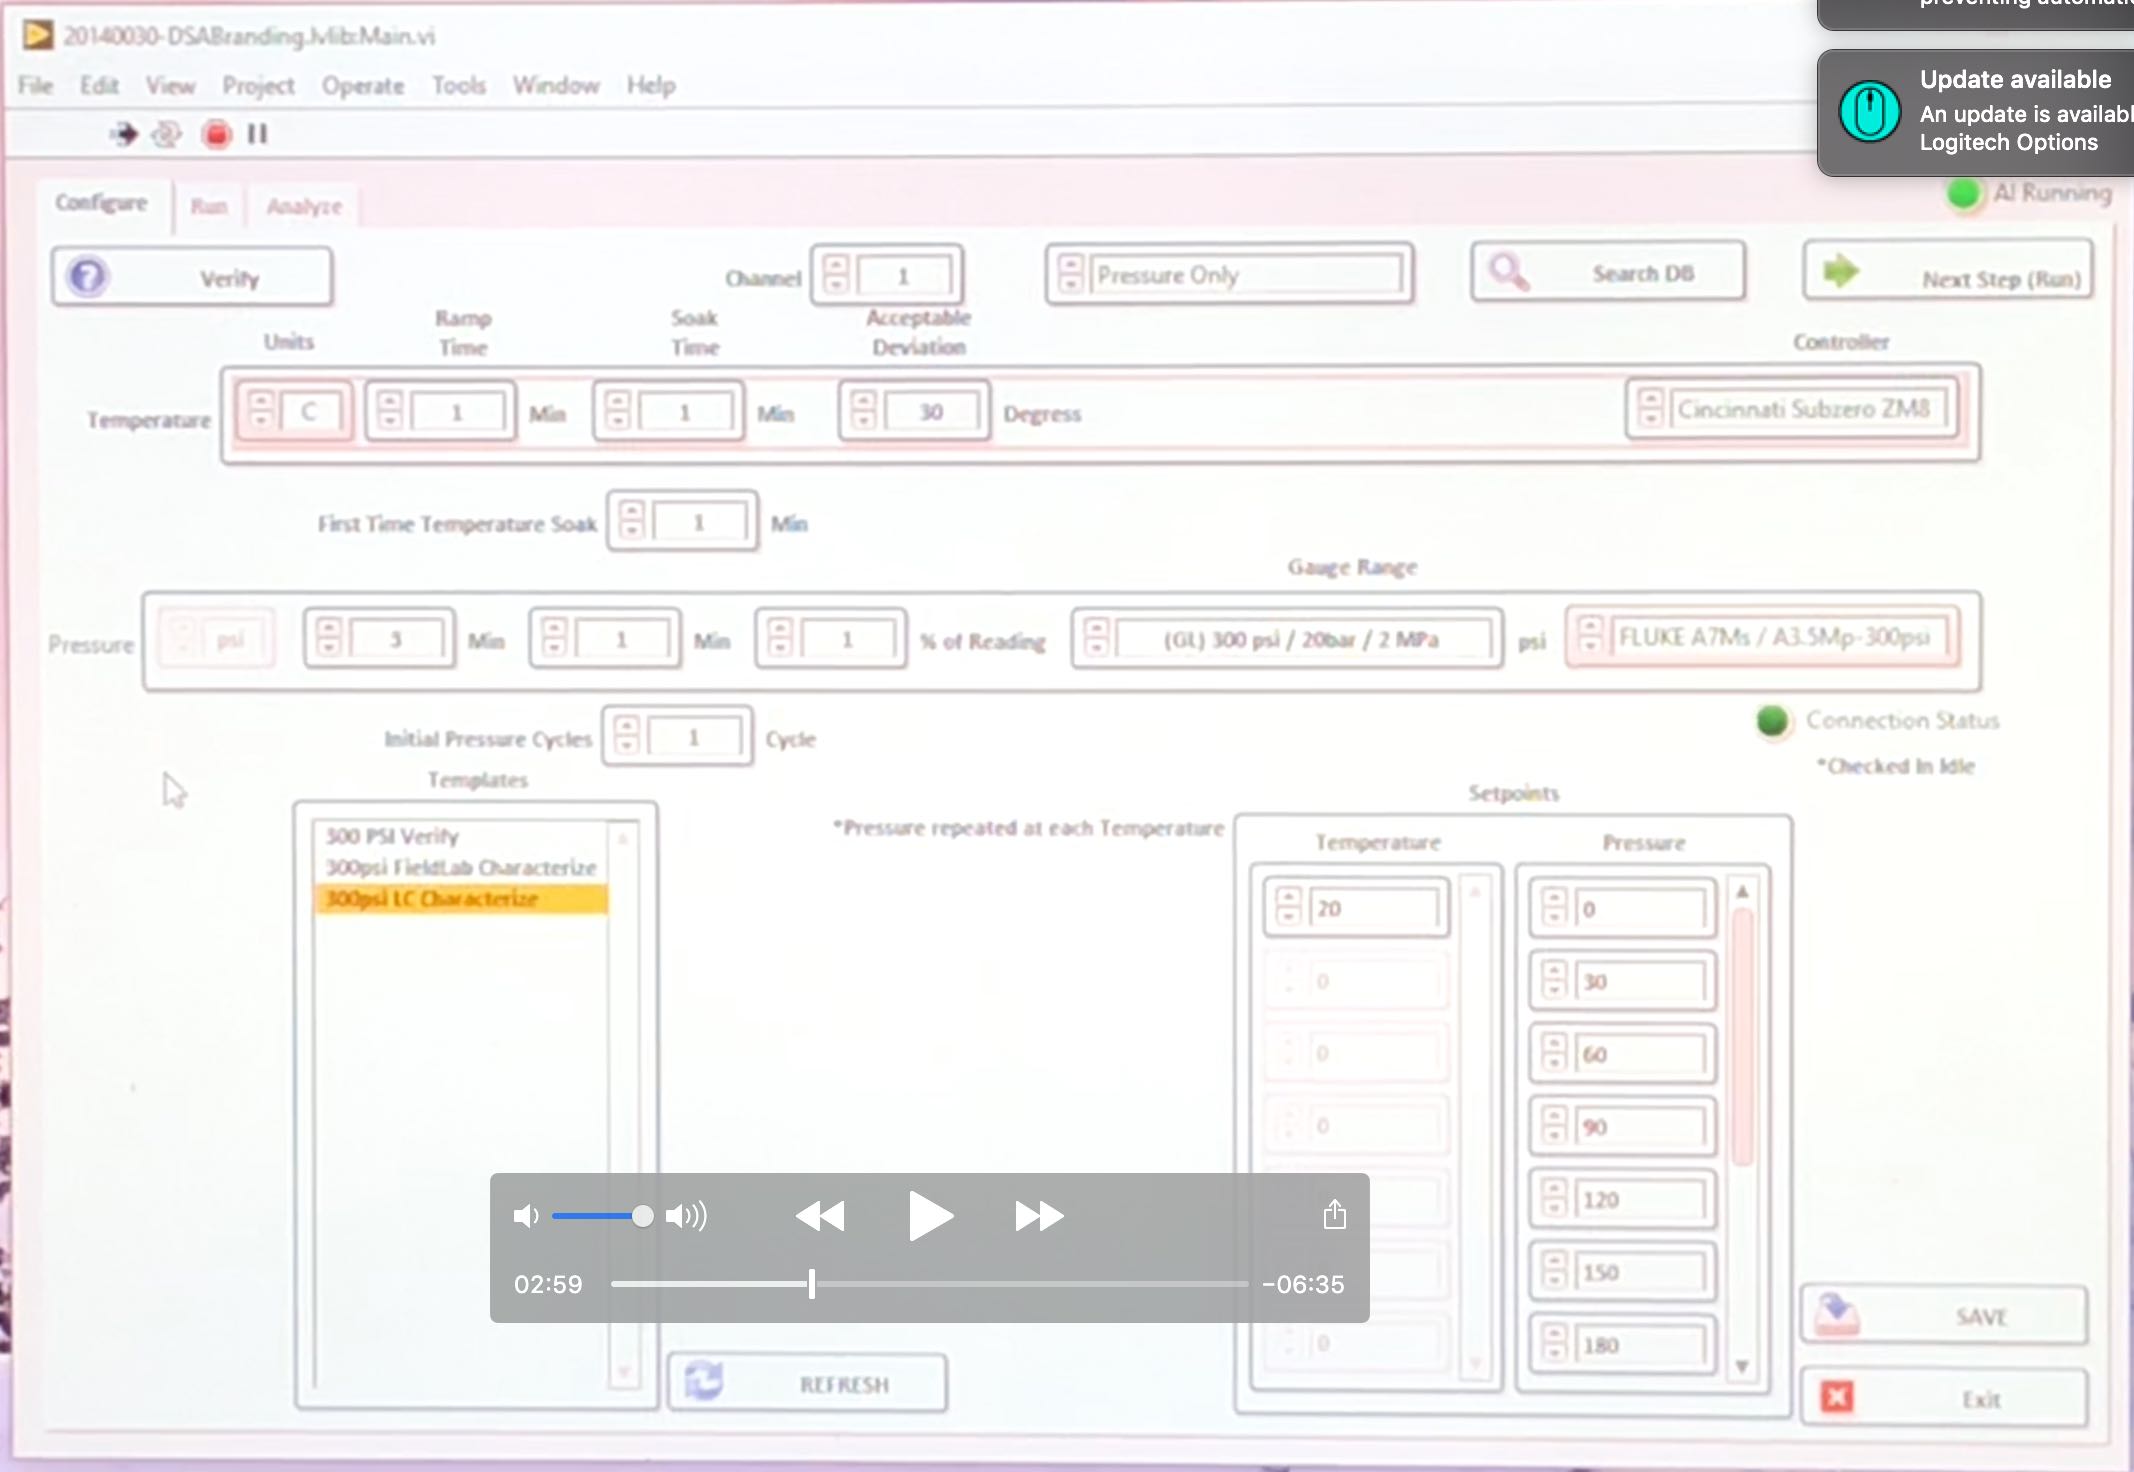 20140030-DSABranding.lvlib:Main.vi
File Edit View Project Operate Tools Window Help
Update available
An update is availabl
Logitech Options
Configure Run Analyze
AI Running
Verify
Channel 1
Pressure Only
Search DB
Next Step (Run)
Units
Ramp
Time
Soak
Time
Acceptable
Deviation
Controller
Temperature C 1 Min 1 Min 30 Degress Cincinnati Subzero ZM8
First Time Temperature Soak 1 Min
Gauge Range
Pressure psi 3 Min 1 Min 1 % of Reading (GL) 300 psi / 20bar / 2 MPa psi FLUKE A7Ms / A3.5Mp-300psi
Initial Pressure Cycles 1 Cycle
Connection Status
*Checked In Idle
Templates
300 PSI Verify
300psi FieldLab Characterize
300psi LC Characterize
*Pressure repeated at each Temperature
Setpoints
Temperature Pressure
20 0
0 30
0 60
0 90
120
150
0 180
02:59 -06:35
REFRESH
SAVE
Exit